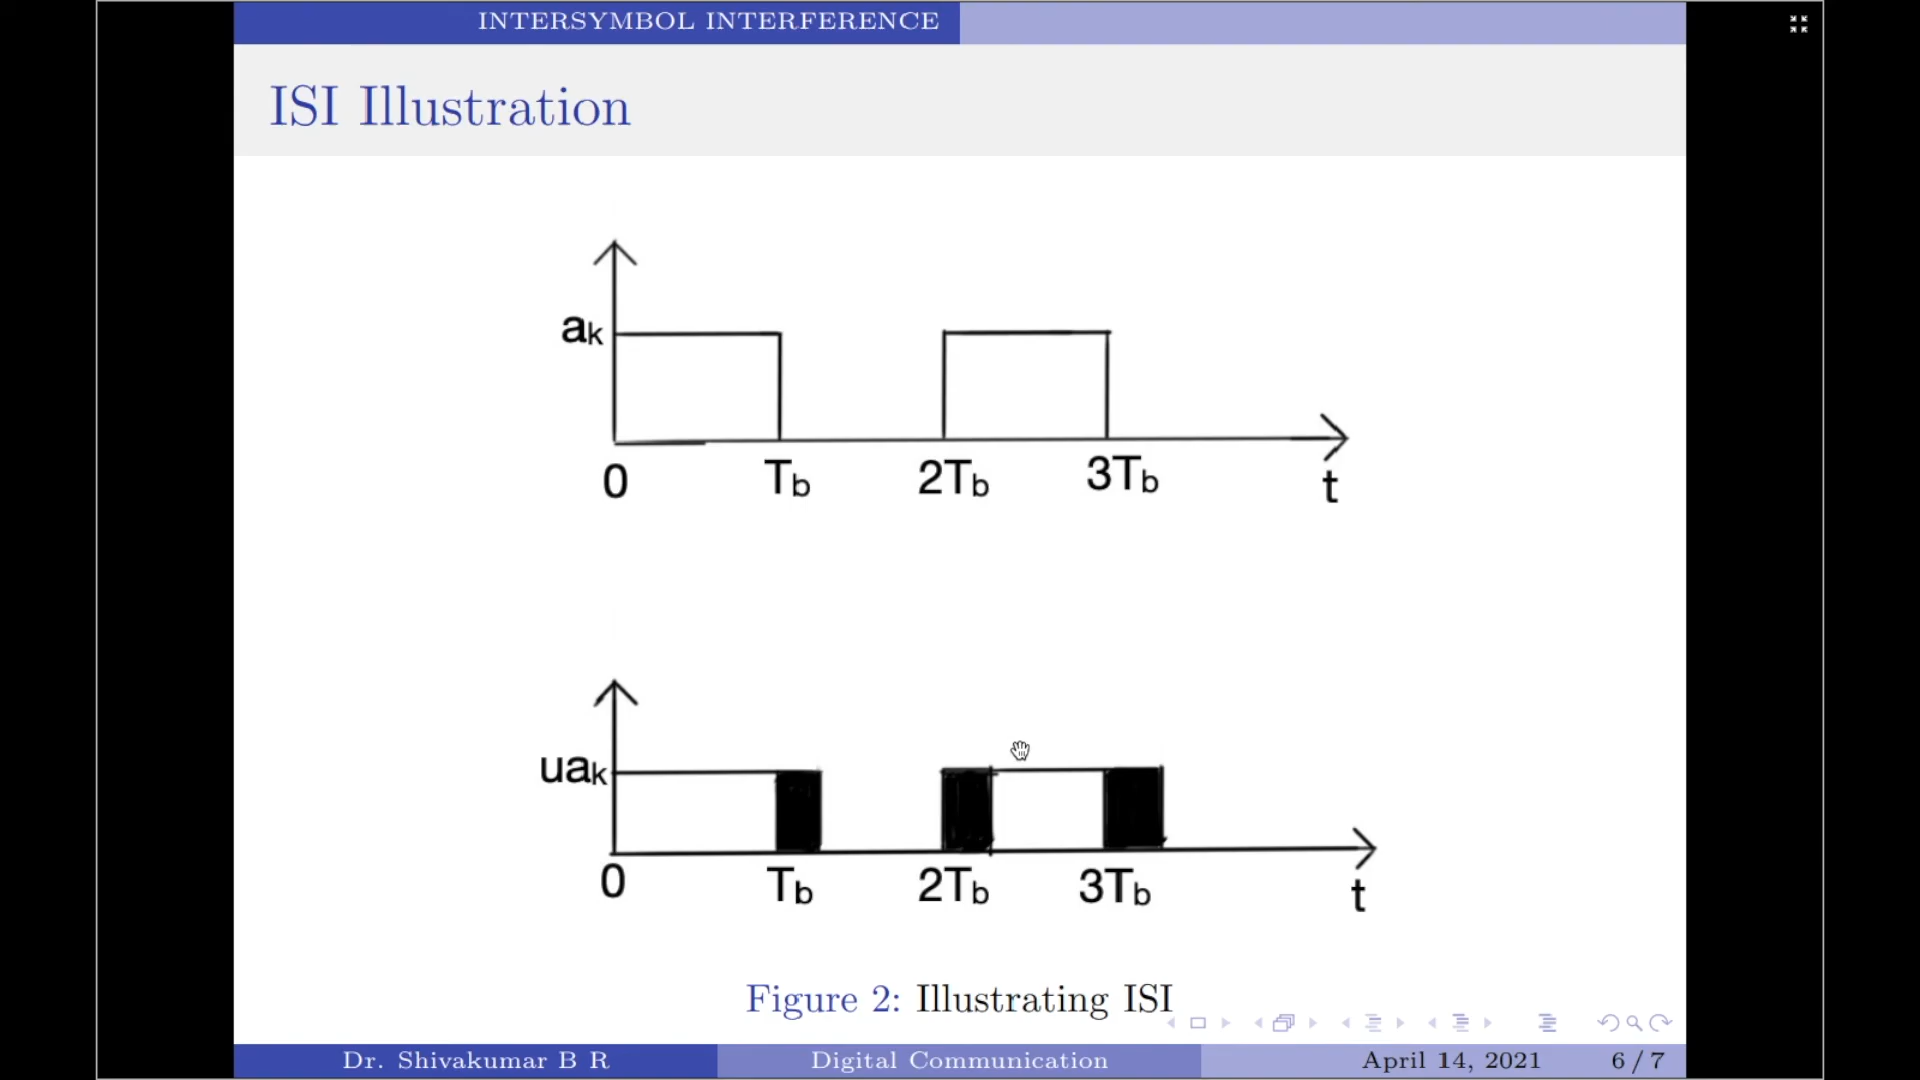 INTERSYMBOL INTERFERENCE
ISI Illustration
ak
0 Tb 2Tb 3Tb t
uak
0 Tb 2Tb 3Tb t
Figure 2: Illustrating ISI
Dr. Shivakumar B R Digital Communication April 14, 2021 6 / 7